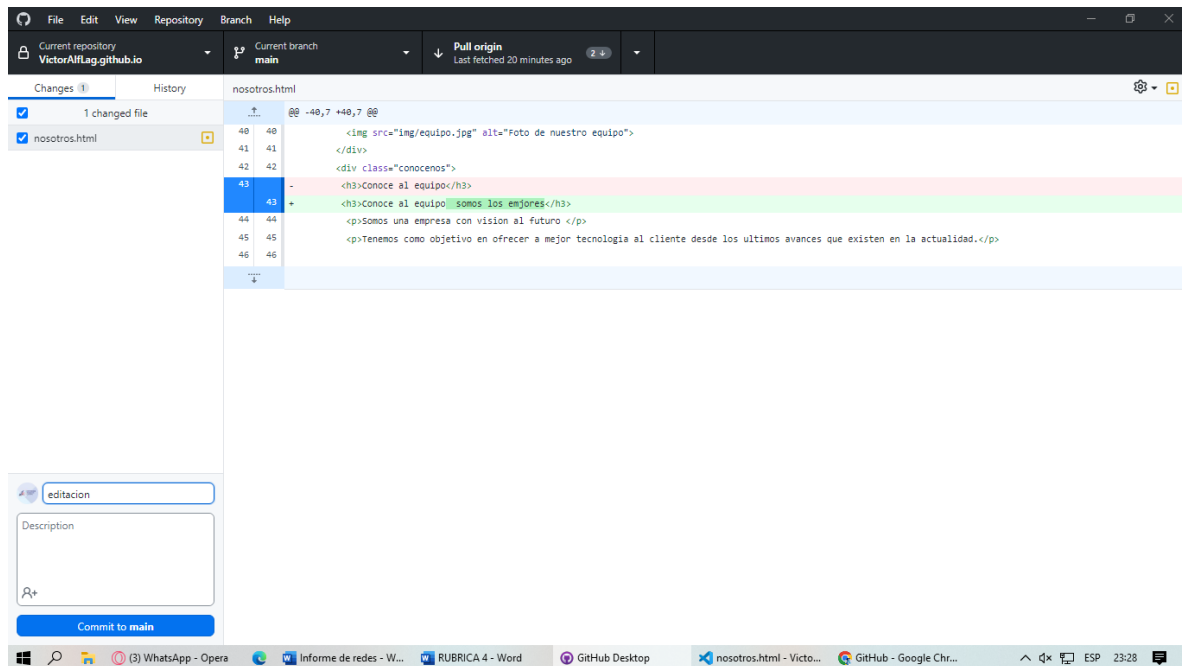 File Edit View Repository Branch Help
Current repository
VictorAlfLag.github.io
Current branch
main
Pull origin
Last fetched 20 minutes ago
2
Changes 1 History
nosotros.html
1 changed file
nosotros.html
@@ -40,7 +40,7 @@
40 40 <img src="img/equipo.jpg" alt="Foto de nuestro equipo">
41 41 </div>
42 42 <div class="conocenos">
43 - <h3>Conoce al equipo</h3>
43 + <h3>Conoce al equipo  somos los emjores</h3>
44 44 <p>Somos una empresa con vision al futuro </p>
45 45 <p>Tenemos como objetivo en ofrecer a mejor tecnologia al cliente desde los ultimos avances que existen en la actualidad.</p>
46 46
editacion
Description
Commit to main
(3) WhatsApp - Opera
Informe de redes - W...
RUBRICA 4 - Word
GitHub Desktop
nosotros.html - Victo...
GitHub - Google Chr...
ESP
23:28